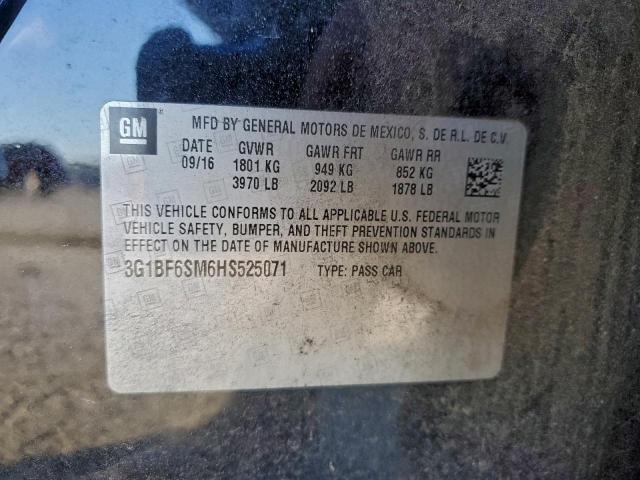 GM MFD BY GENERAL MOTORS DE MEXICO, S. DE R.L. DE C.V.
DATE GVWR GAWR FRT GAWR RR
09/16 1801 KG 949 KG 852 KG
3970 LB 2092 LB 1878 LB
THIS VEHICLE CONFORMS TO ALL APPLICABLE U.S. FEDERAL MOTOR
VEHICLE SAFETY, BUMPER, AND THEFT PREVENTION STANDARDS IN
EFFECT ON THE DATE OF MANUFACTURE SHOWN ABOVE.
3G1BF6SM6HS525071 TYPE: PASS CAR